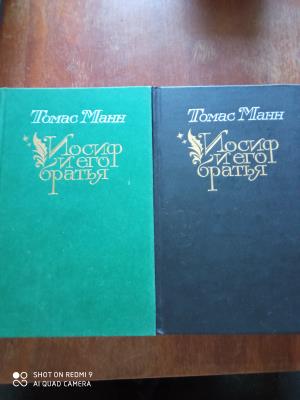 Томас Манн
Иосиф
и его
братья
Томас Манн
Иосиф
и его
братья
SHOT ON REDMI 9
AI QUAD CAMERA